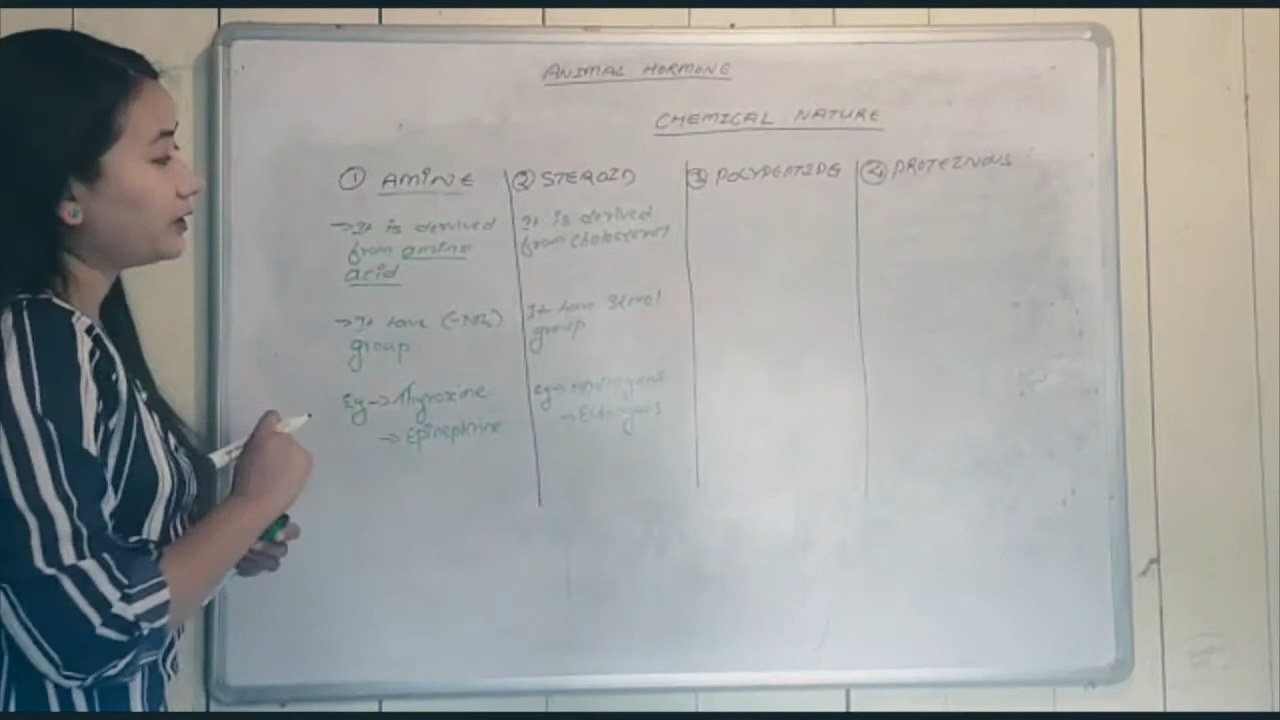 ANIMAL HORMONE
CHEMICAL NATURE
① AMINE
→ It is derived
from amine
acid
→ It have (-NH₂)
group
Eg → Thyroxine
→ Epinephrine
② STEROID
It is derived
from cholesterol
It have
group
eg → Androgens
→ Estrogens
③ POLYPEPTIDE
④ PROTEINOUS